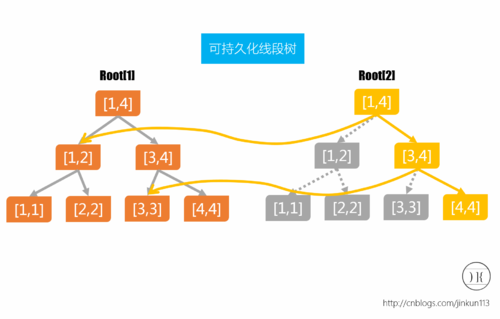 可持久化线段树
Root[1] Root[2]
[1,4] [1,4]
[1,2] [3,4] [1,2] [3,4]
[1,1] [2,2] [3,3] [4,4] [1,1] [2,2] [3,3] [4,4]
http://cnblogs.com/jinkun113